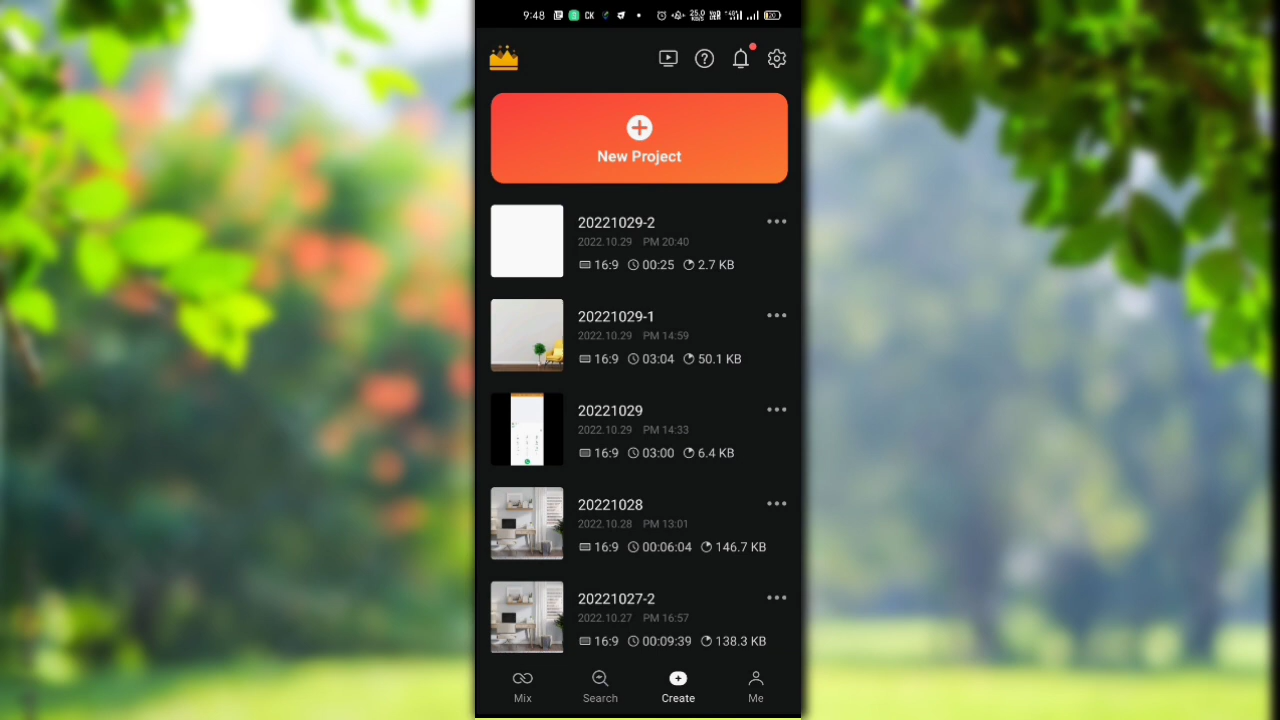 9:48 CK 25.0 KB/S
New Project
20221029-2
2022.10.29 PM 20:40
16:9 00:25 2.7 KB
20221029-1
2022.10.29 PM 14:59
16:9 03:04 50.1 KB
20221029
2022.10.29 PM 14:33
16:9 03:00 6.4 KB
20221028
2022.10.28 PM 13:01
16:9 00:06:04 146.7 KB
20221027-2
2022.10.27 PM 16:57
16:9 00:09:39 138.3 KB
Mix Search Create Me